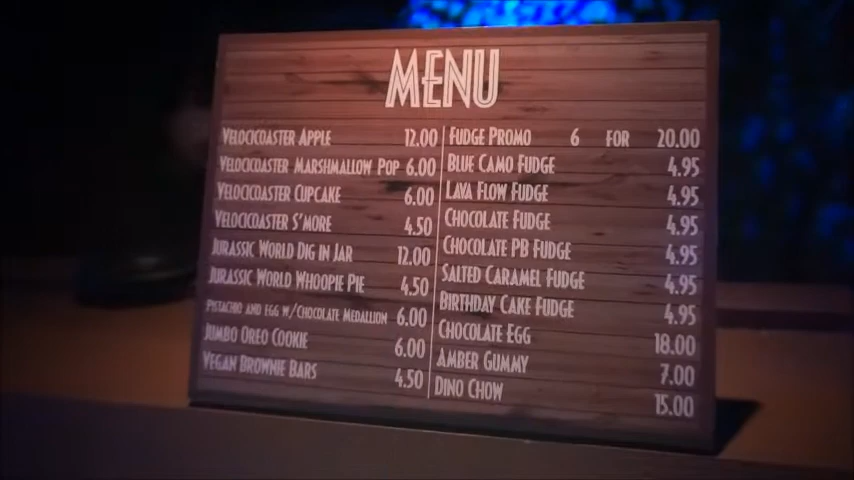 MENU
VELOCICOASTER APPLE 12.00
VELOCICOASTER MARSHMALLOW POP 6.00
VELOCICOASTER CUPCAKE 6.00
VELOCICOASTER S'MORE 4.50
JURASSIC WORLD DIG IN JAR 12.00
JURASSIC WORLD WHOOPIE PIE 4.50
PISTACHIO AND EGG W/CHOCOLATE MEDALLION 6.00
JUMBO OREO COOKIE 6.00
VEGAN BROWNIE BARS 4.50
FUDGE PROMO 6 FOR 20.00
BLUE CAMO FUDGE 4.95
LAVA FLOW FUDGE 4.95
CHOCOLATE FUDGE 4.95
CHOCOLATE PB FUDGE 4.95
SALTED CARAMEL FUDGE 4.95
BIRTHDAY CAKE FUDGE 4.95
CHOCOLATE EGG 18.00
AMBER GUMMY 7.00
DINO CHOW 15.00